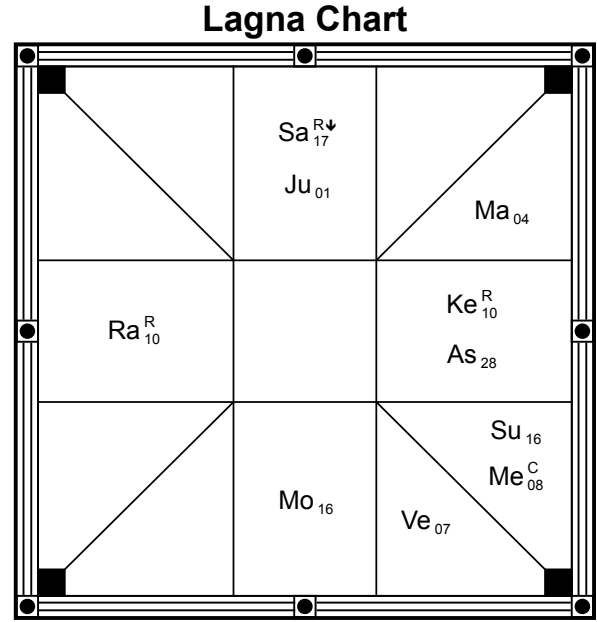 Lagna Chart
Sa R↓ 17
Ju 01
Ma 04
Ra R 10
Ke R 10
As 28
Su 16
Me C 08
Mo 16
Ve 07